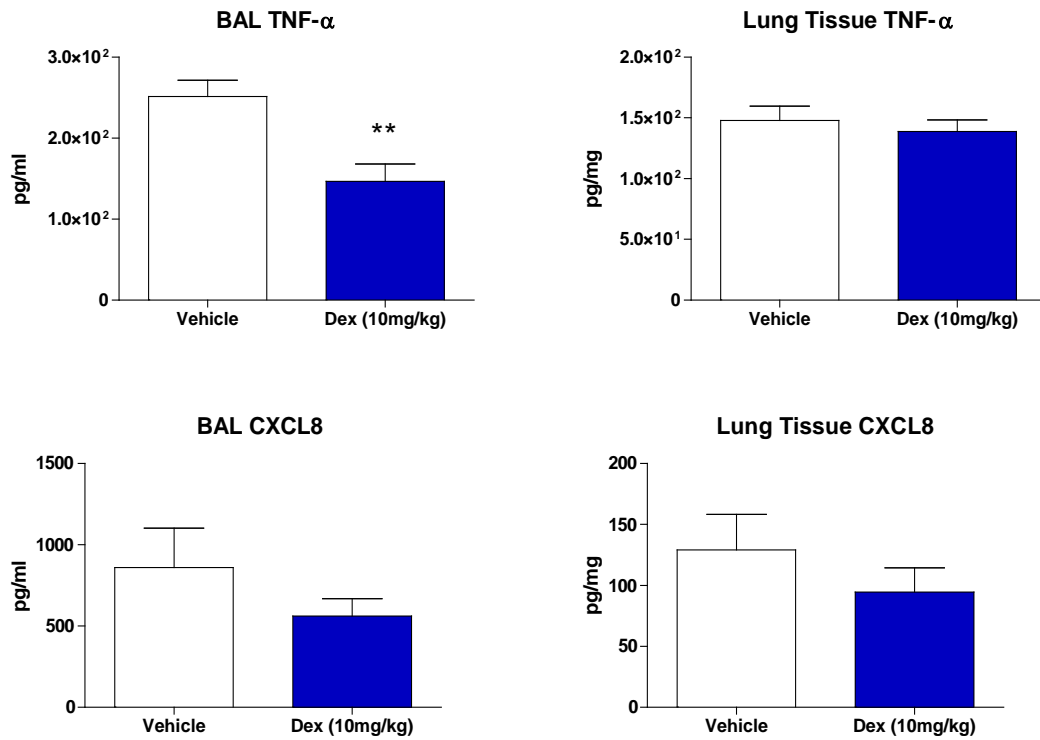 BAL TNF-α
3.0×10²
2.0×10²
1.0×10²
0
pg/ml
**
Vehicle
Dex (10mg/kg)
Lung Tissue TNF-α
2.0×10²
1.5×10²
1.0×10²
5.0×10¹
0
pg/mg
Vehicle
Dex (10mg/kg)
BAL CXCL8
1500
1000
500
0
pg/ml
Vehicle
Dex (10mg/kg)
Lung Tissue CXCL8
200
150
100
50
0
pg/mg
Vehicle
Dex (10mg/kg)